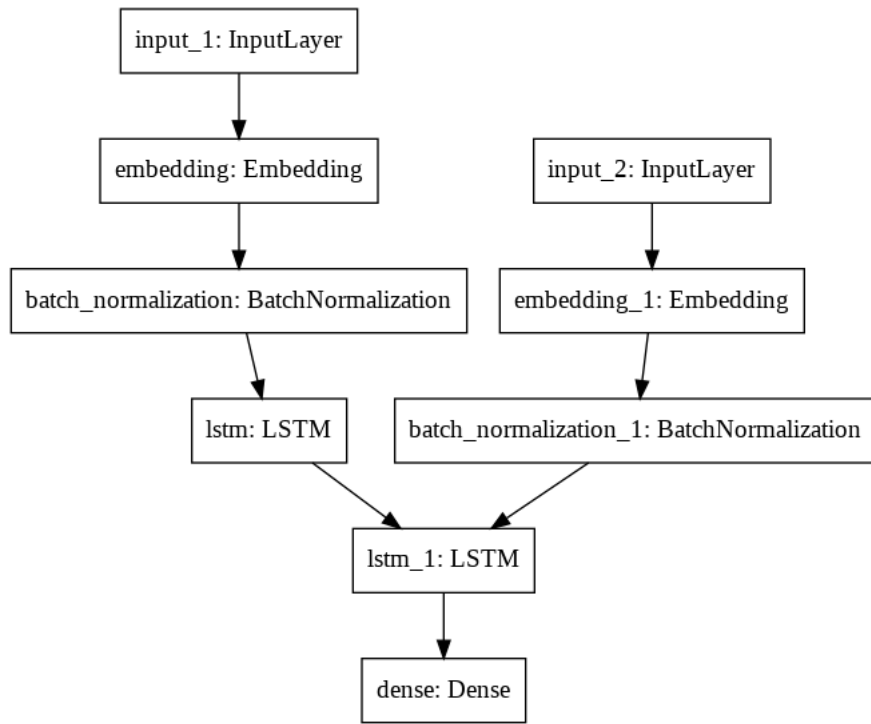 input_1: InputLayer
embedding: Embedding
input_2: InputLayer
batch_normalization: BatchNormalization
embedding_1: Embedding
lstm: LSTM
batch_normalization_1: BatchNormalization
lstm_1: LSTM
dense: Dense